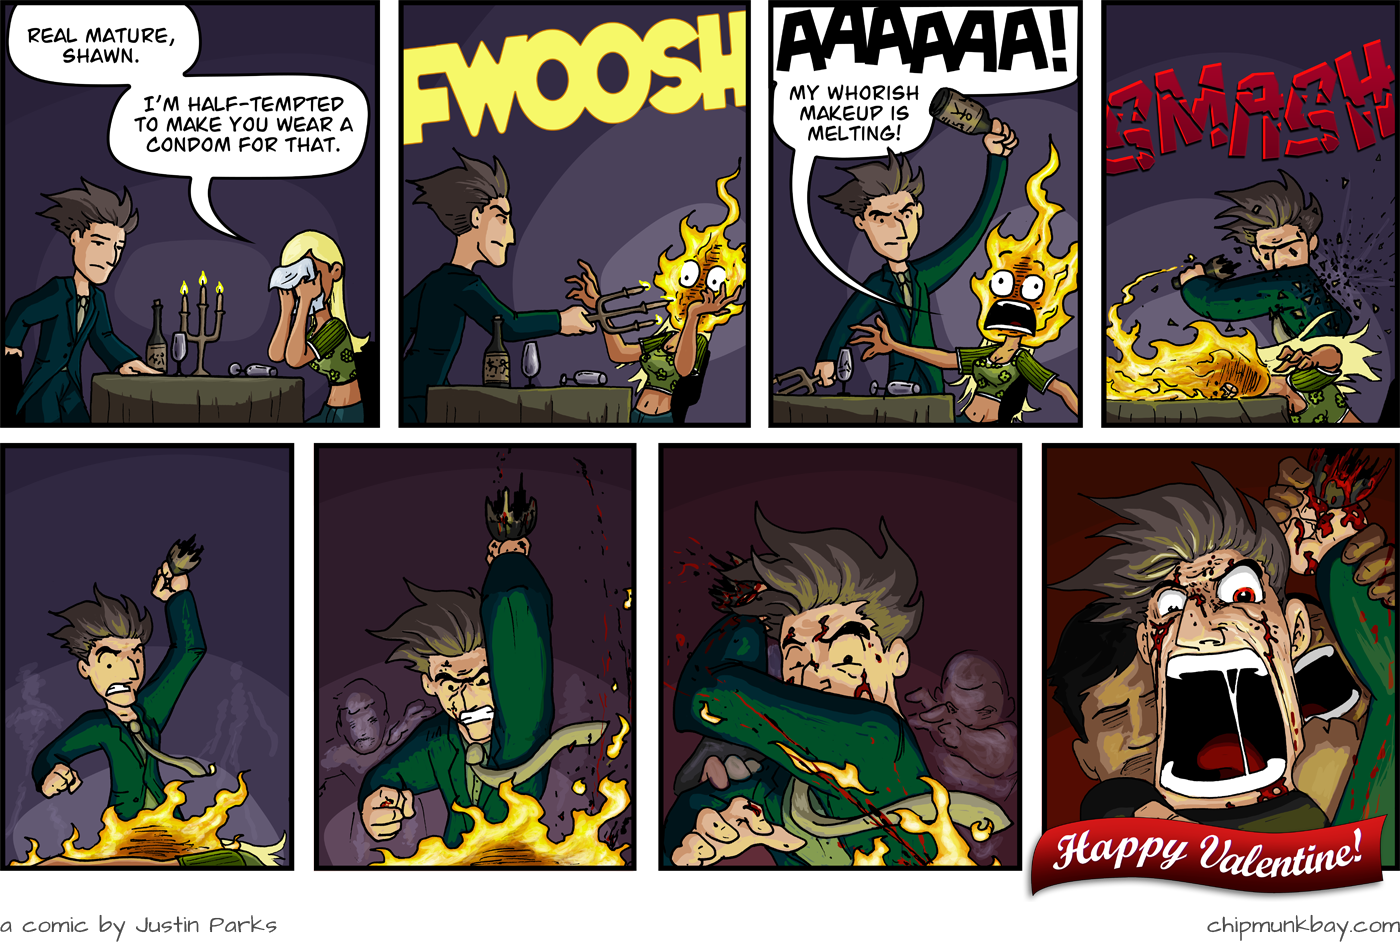 REAL MATURE,
SHAWN.
I'M HALF-TEMPTED
TO MAKE YOU WEAR A
CONDOM FOR THAT.
FWOOSH
AAAAAA!
MY WHORISH
MAKEUP IS
MELTING!
SMASH
Happy Valentine!
a comic by Justin Parks
chipmunkbay.com